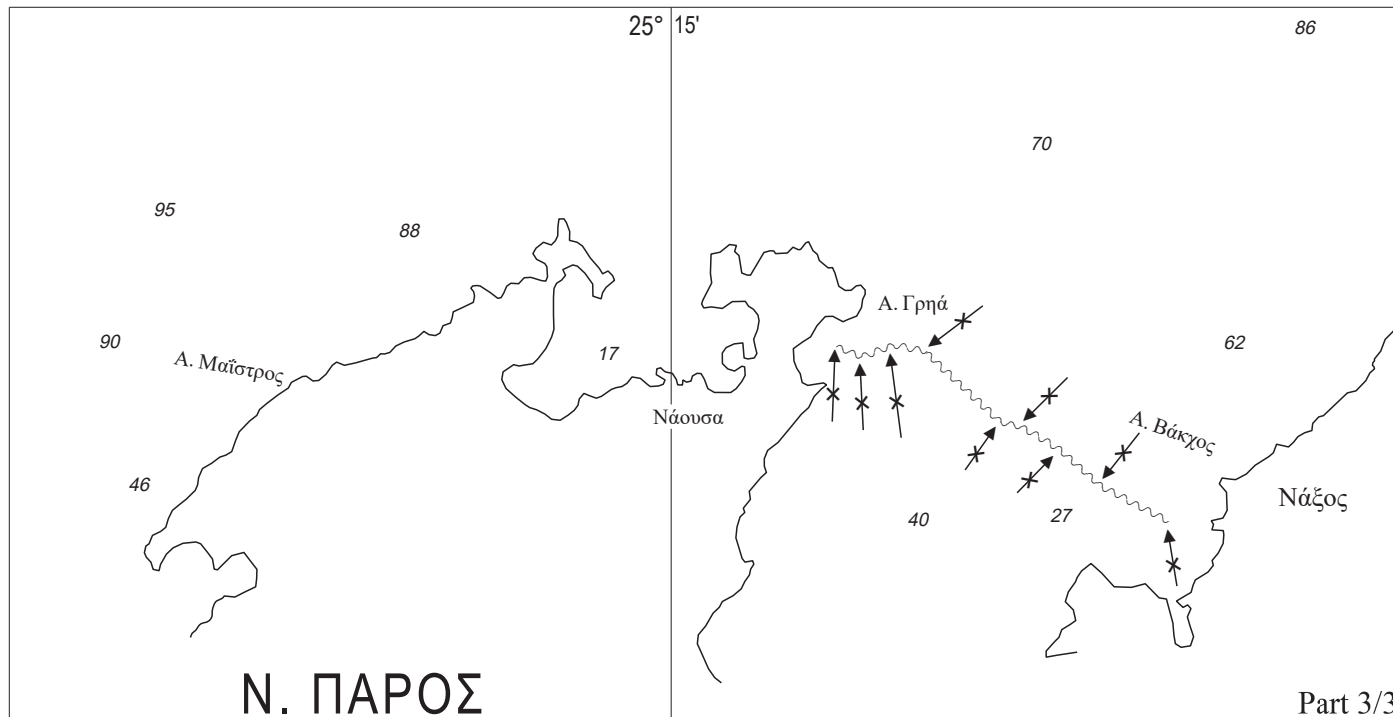 25° 15'
86
70
95
88
Α. Γρηά
90
17
62
Α. Μαΐστρος
Νάουσα
Α. Βάκχος
46
40
27
Νάξος
Ν. ΠΑΡΟΣ
Part 3/3